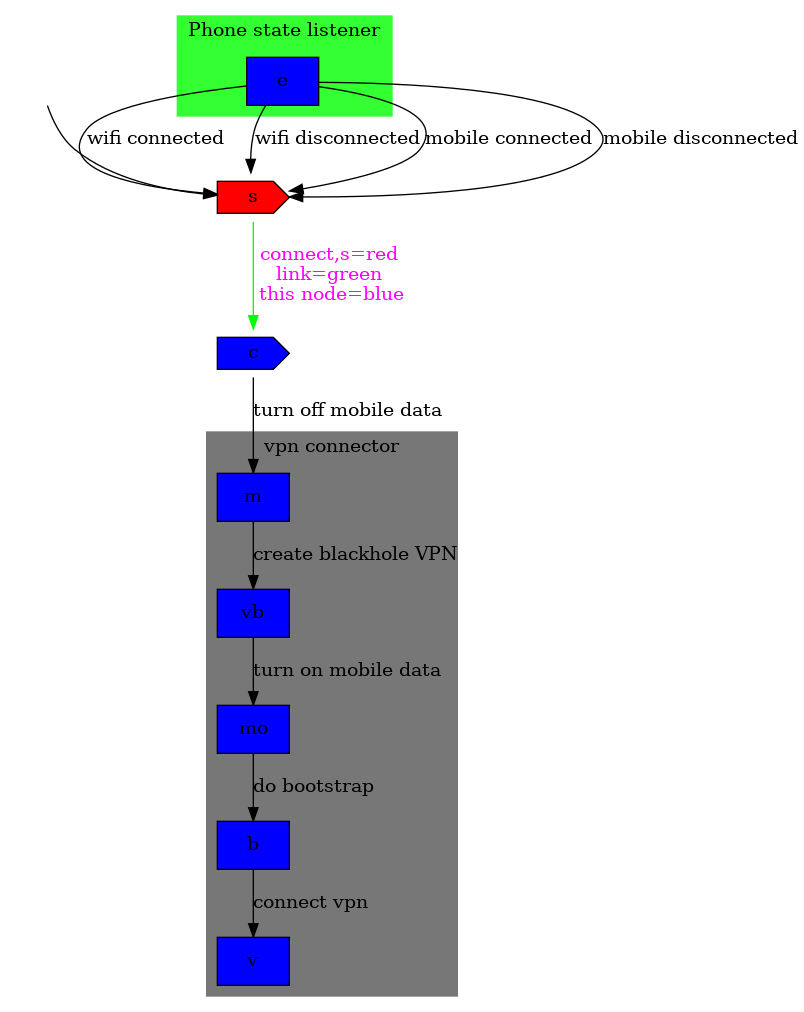 Phone state listener
e
wifi connected
wifi disconnected
mobile connected
mobile disconnected
s
connect,s=red
link=green
this node=blue
c
turn off mobile data
vpn connector
m
create blackhole VPN
vb
turn on mobile data
mo
do bootstrap
b
connect vpn
v